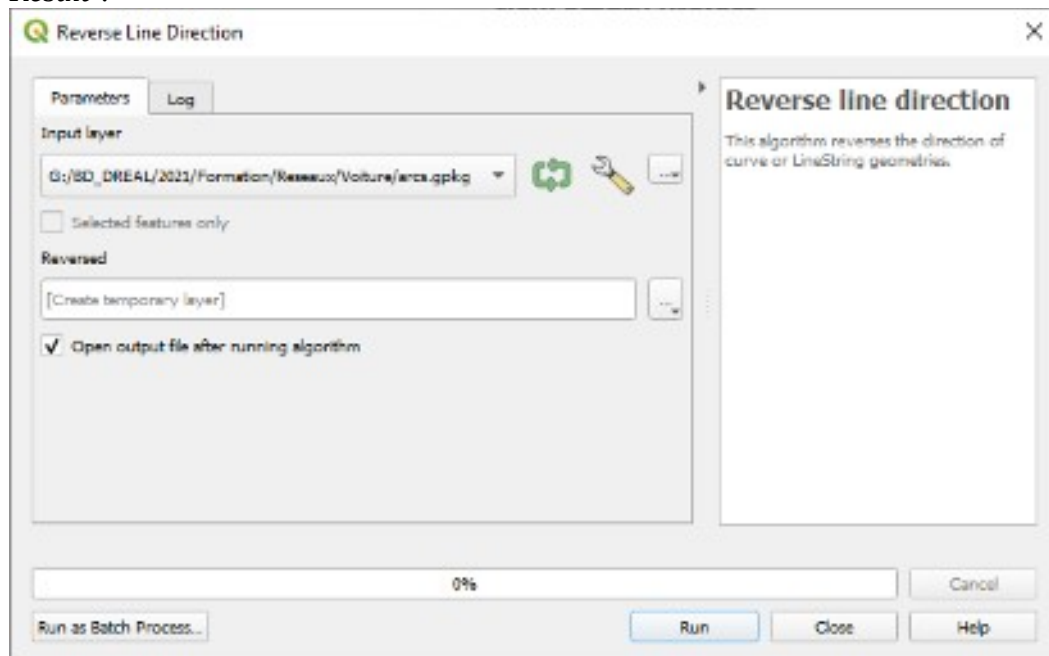 Reverse Line Direction
Parameters
Log
Input layer
G:/BD_DREAL/2021/Formation/Reseaux/Voiture/arcs.gpkg
...
Selected features only
Reversed
[Create temporary layer]
...
Open output file after running algorithm
Reverse line direction
This algorithm reverses the direction of
curve or LineString geometries.
0%
Cancel
Run as Batch Process...
Run
Close
Help